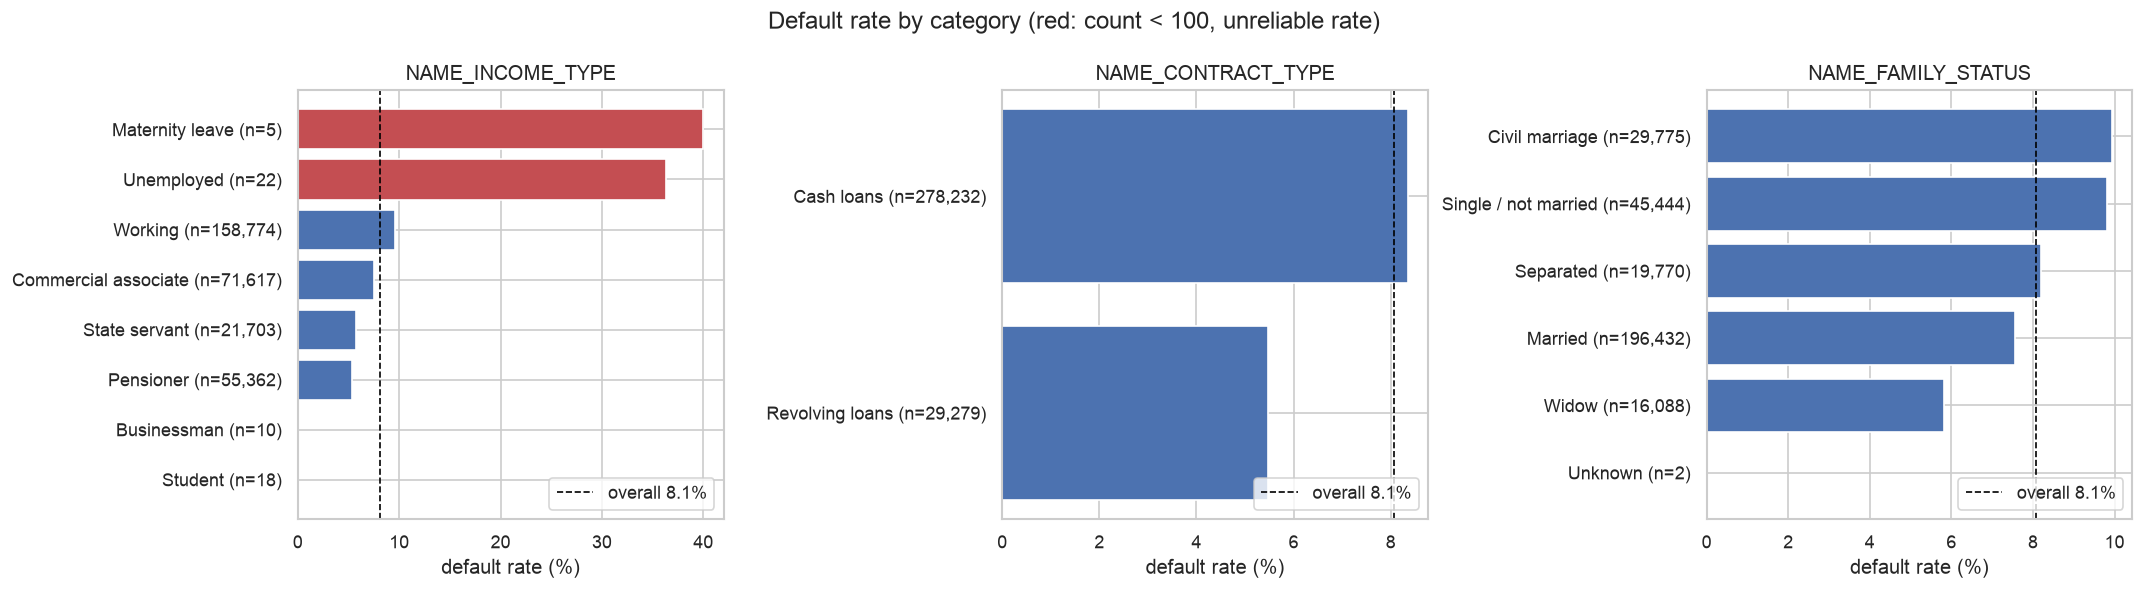 Default rate by category (red: count < 100, unreliable rate)
NAME_INCOME_TYPE
Maternity leave (n=5)
Unemployed (n=22)
Working (n=158,774)
Commercial associate (n=71,617)
State servant (n=21,703)
Pensioner (n=55,362)
Businessman (n=10)
Student (n=18)
overall 8.1%
0 10 20 30 40
default rate (%)
NAME_CONTRACT_TYPE
Cash loans (n=278,232)
Revolving loans (n=29,279)
overall 8.1%
0 2 4 6 8
default rate (%)
NAME_FAMILY_STATUS
Civil marriage (n=29,775)
Single / not married (n=45,444)
Separated (n=19,770)
Married (n=196,432)
Widow (n=16,088)
Unknown (n=2)
overall 8.1%
0 2 4 6 8 10
default rate (%)